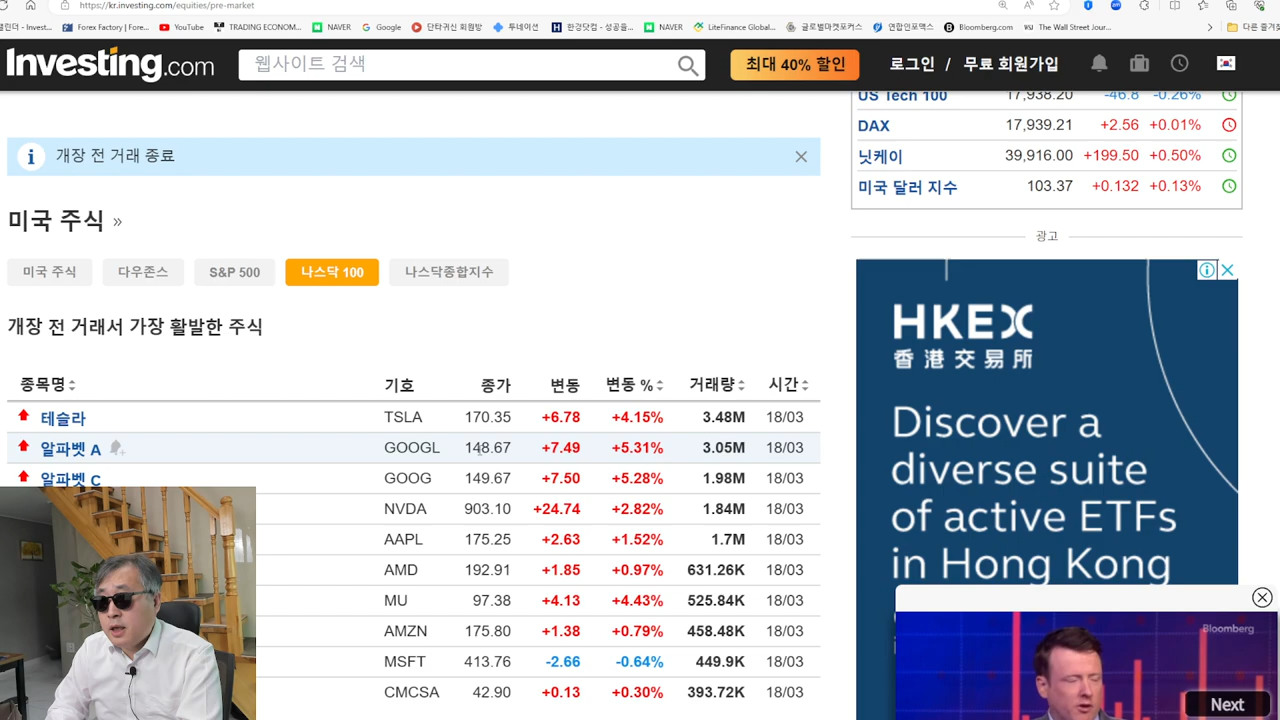 https://kr.investing.com/equities/pre-market
캘린더 - Invest...
Forex Factory | Fore...
YouTube
TRADING ECONOM...
NAVER
Google
단타귀신 회원방
투네이션
한경닷컴 - 성공을...
NAVER
LiteFinance Global...
글로벌마켓커스
연합인포맥스
Bloomberg.com
The Wall Street Jour...
다른 즐겨
Investing.com
웹사이트 검색
최대 40% 할인
로그인 / 무료 회원가입
US Tech 100 17,938.20 -46.8 -0.26%
DAX 17,939.21 +2.56 +0.01%
닛케이 39,916.00 +199.50 +0.50%
미국 달러 지수 103.37 +0.132 +0.13%
개장 전 거래 종료
미국 주식 »
미국 주식
다우존스
S&P 500
나스닥 100
나스닥종합지수
개장 전 거래서 가장 활발한 주식
종목명 기호 종가 변동 변동 % 거래량 시간
테슬라 TSLA 170.35 +6.78 +4.15% 3.48M 18/03
알파벳 A GOOGL 148.67 +7.49 +5.31% 3.05M 18/03
알파벳 C GOOG 149.67 +7.50 +5.28% 1.98M 18/03
NVDA 903.10 +24.74 +2.82% 1.84M 18/03
AAPL 175.25 +2.63 +1.52% 1.7M 18/03
AMD 192.91 +1.85 +0.97% 631.26K 18/03
MU 97.38 +4.13 +4.43% 525.84K 18/03
AMZN 175.80 +1.38 +0.79% 458.48K 18/03
MSFT 413.76 -2.66 -0.64% 449.9K 18/03
CMCSA 42.90 +0.13 +0.30% 393.72K 18/03
광고
HKEX
香港交易所
Discover a
diverse suite
of active ETFs
in Hong Kong
Bloomberg
Next